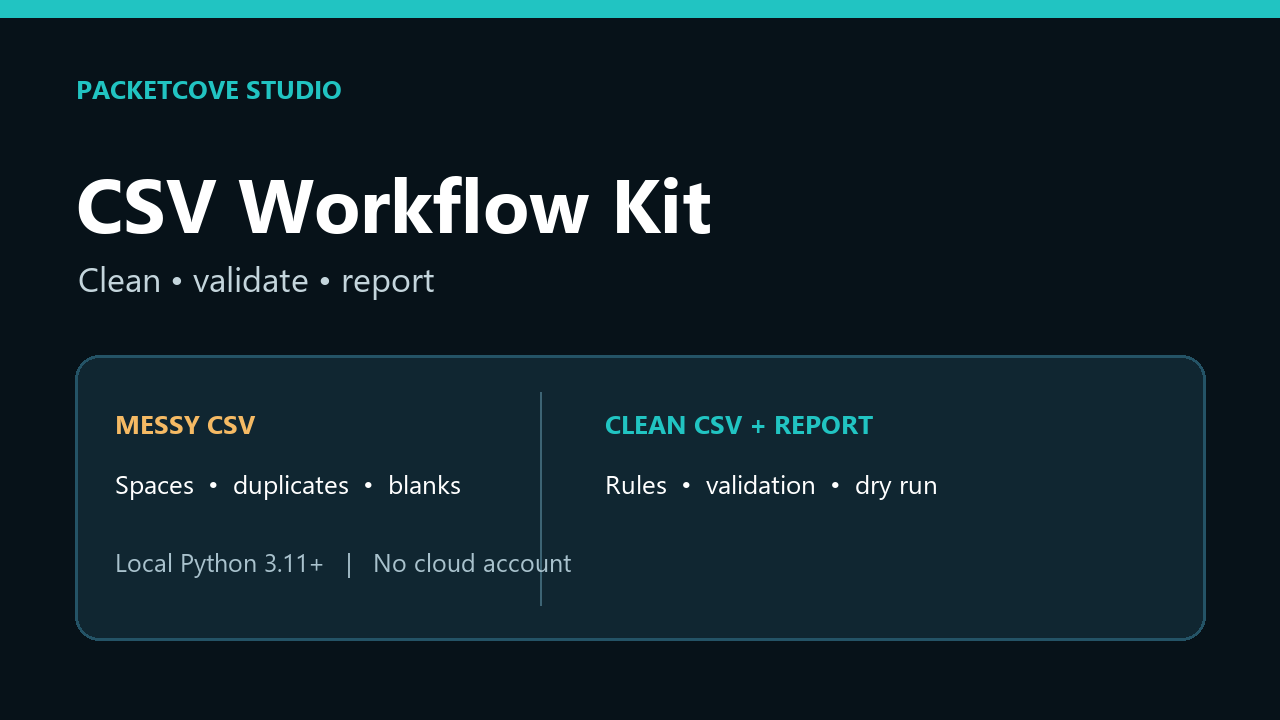 PACKETCOVE STUDIO
CSV Workflow Kit
Clean • validate • report
MESSY CSV
Spaces • duplicates • blanks
CLEAN CSV + REPORT
Rules • validation • dry run
Local Python 3.11+ | No cloud account